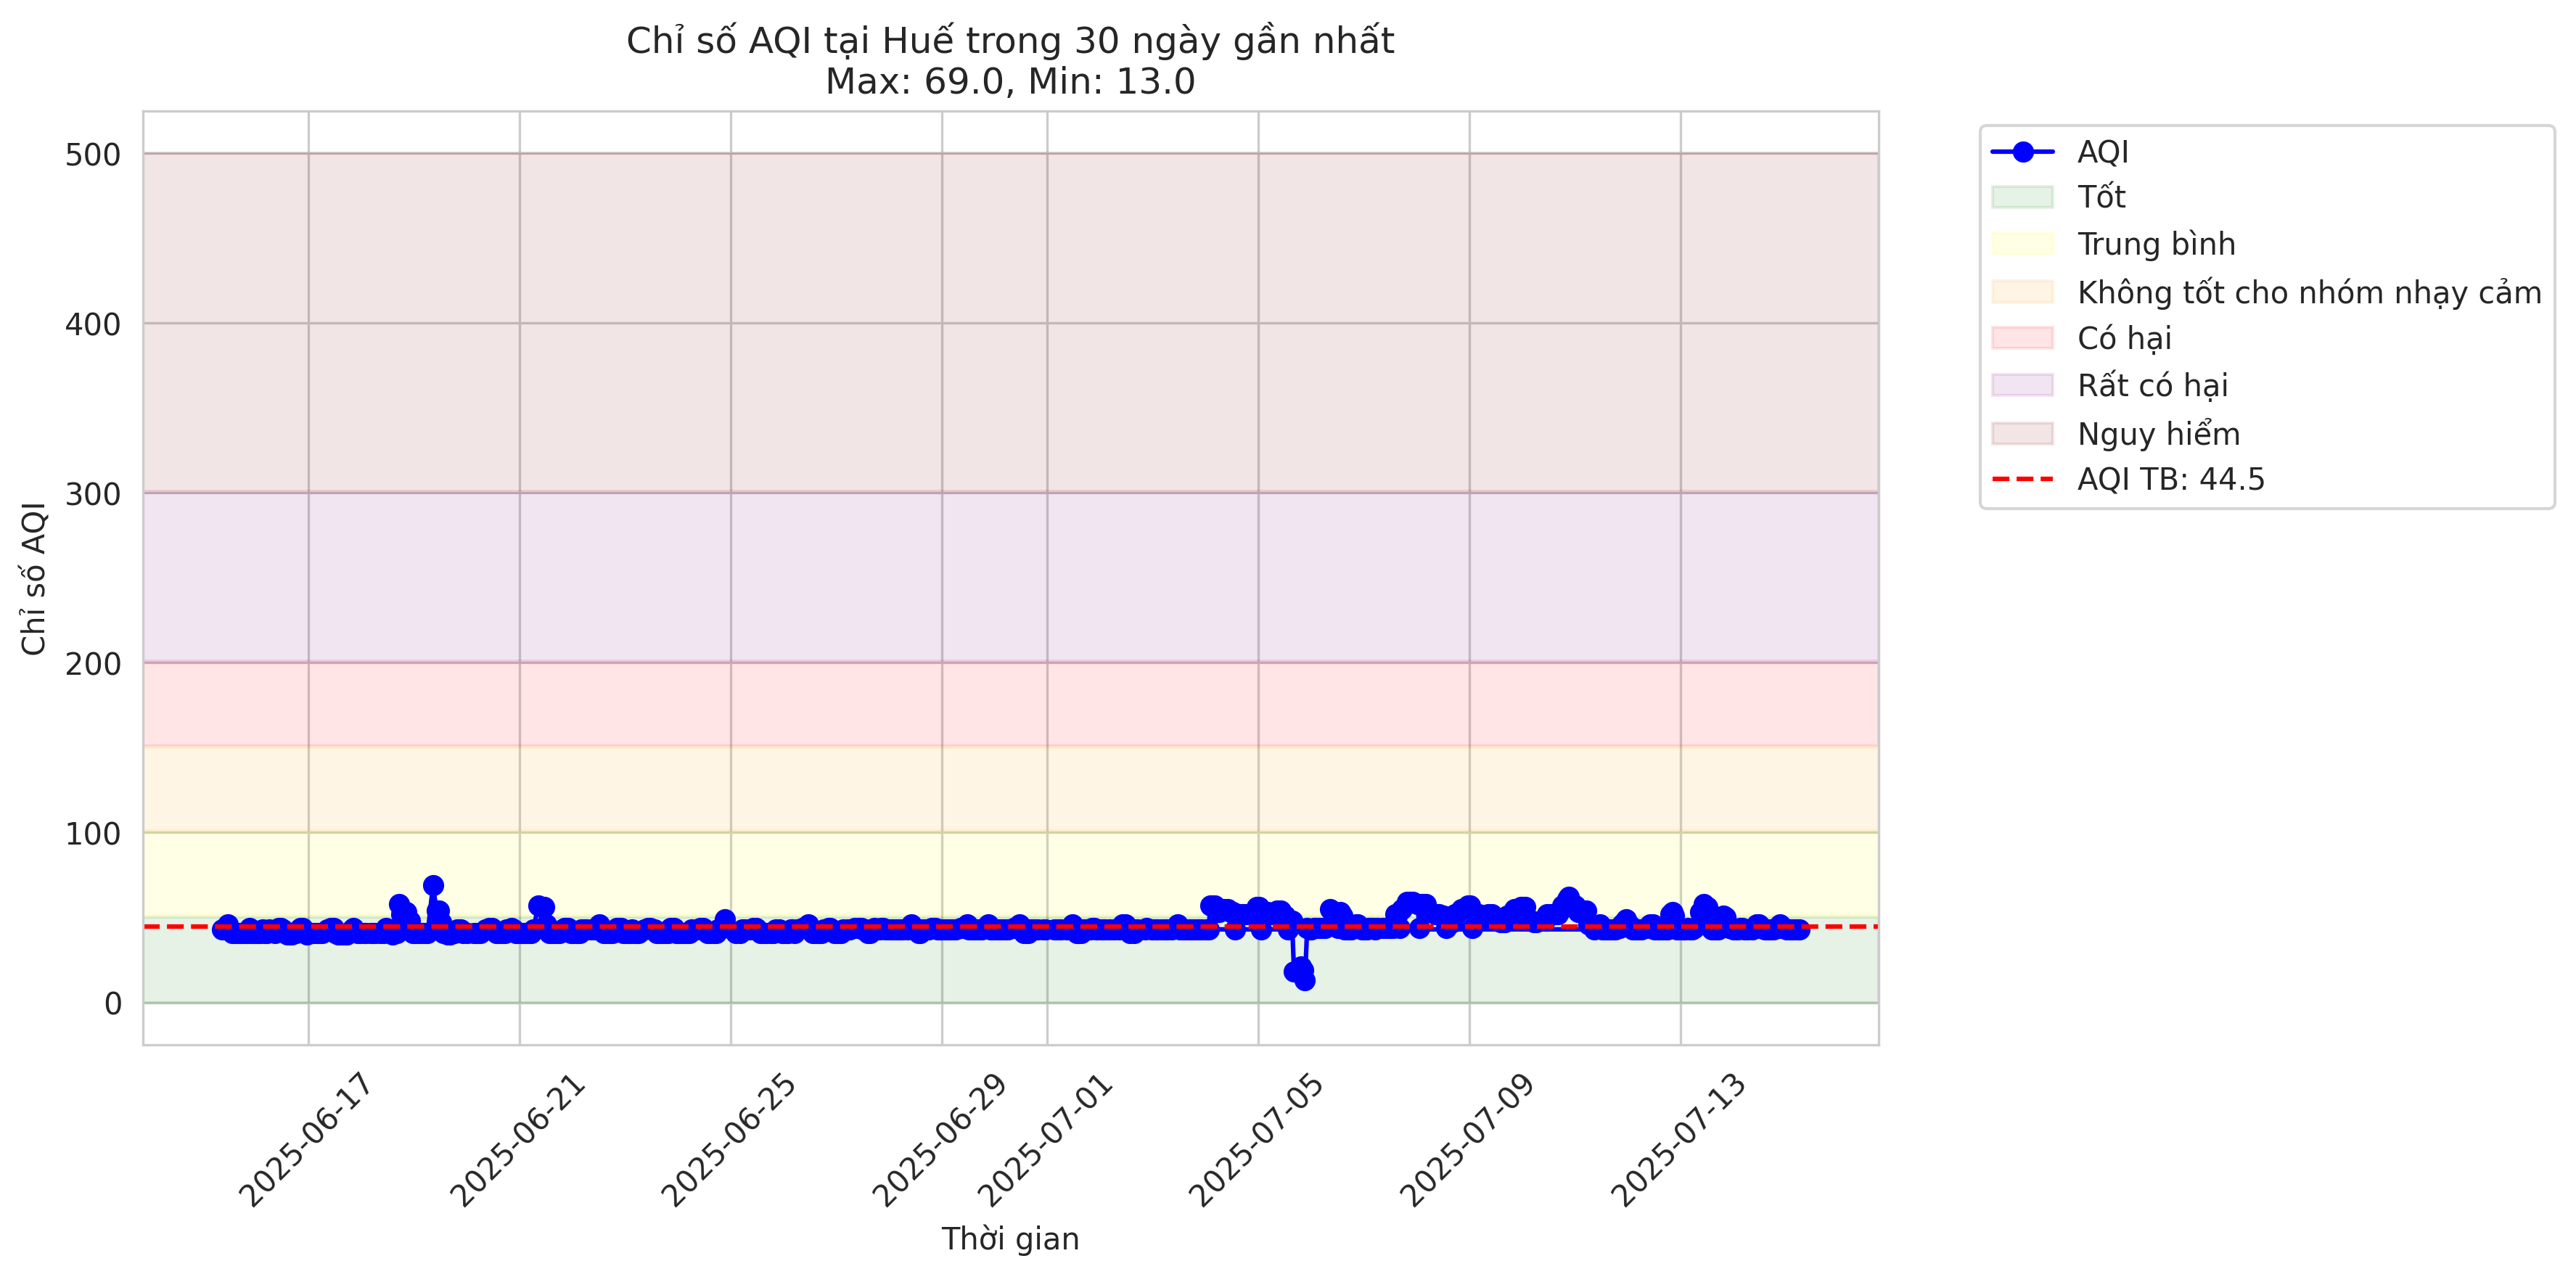 Chỉ số AQI tại Huế trong 30 ngày gần nhất
Max: 69.0, Min: 13.0
Chỉ số AQI
500
400
300
200
100
0
2025-06-17
2025-06-21
2025-06-25
2025-06-29
2025-07-01
2025-07-05
2025-07-09
2025-07-13
Thời gian
AQI
Tốt
Trung bình
Không tốt cho nhóm nhạy cảm
Có hại
Rất có hại
Nguy hiểm
AQI TB: 44.5